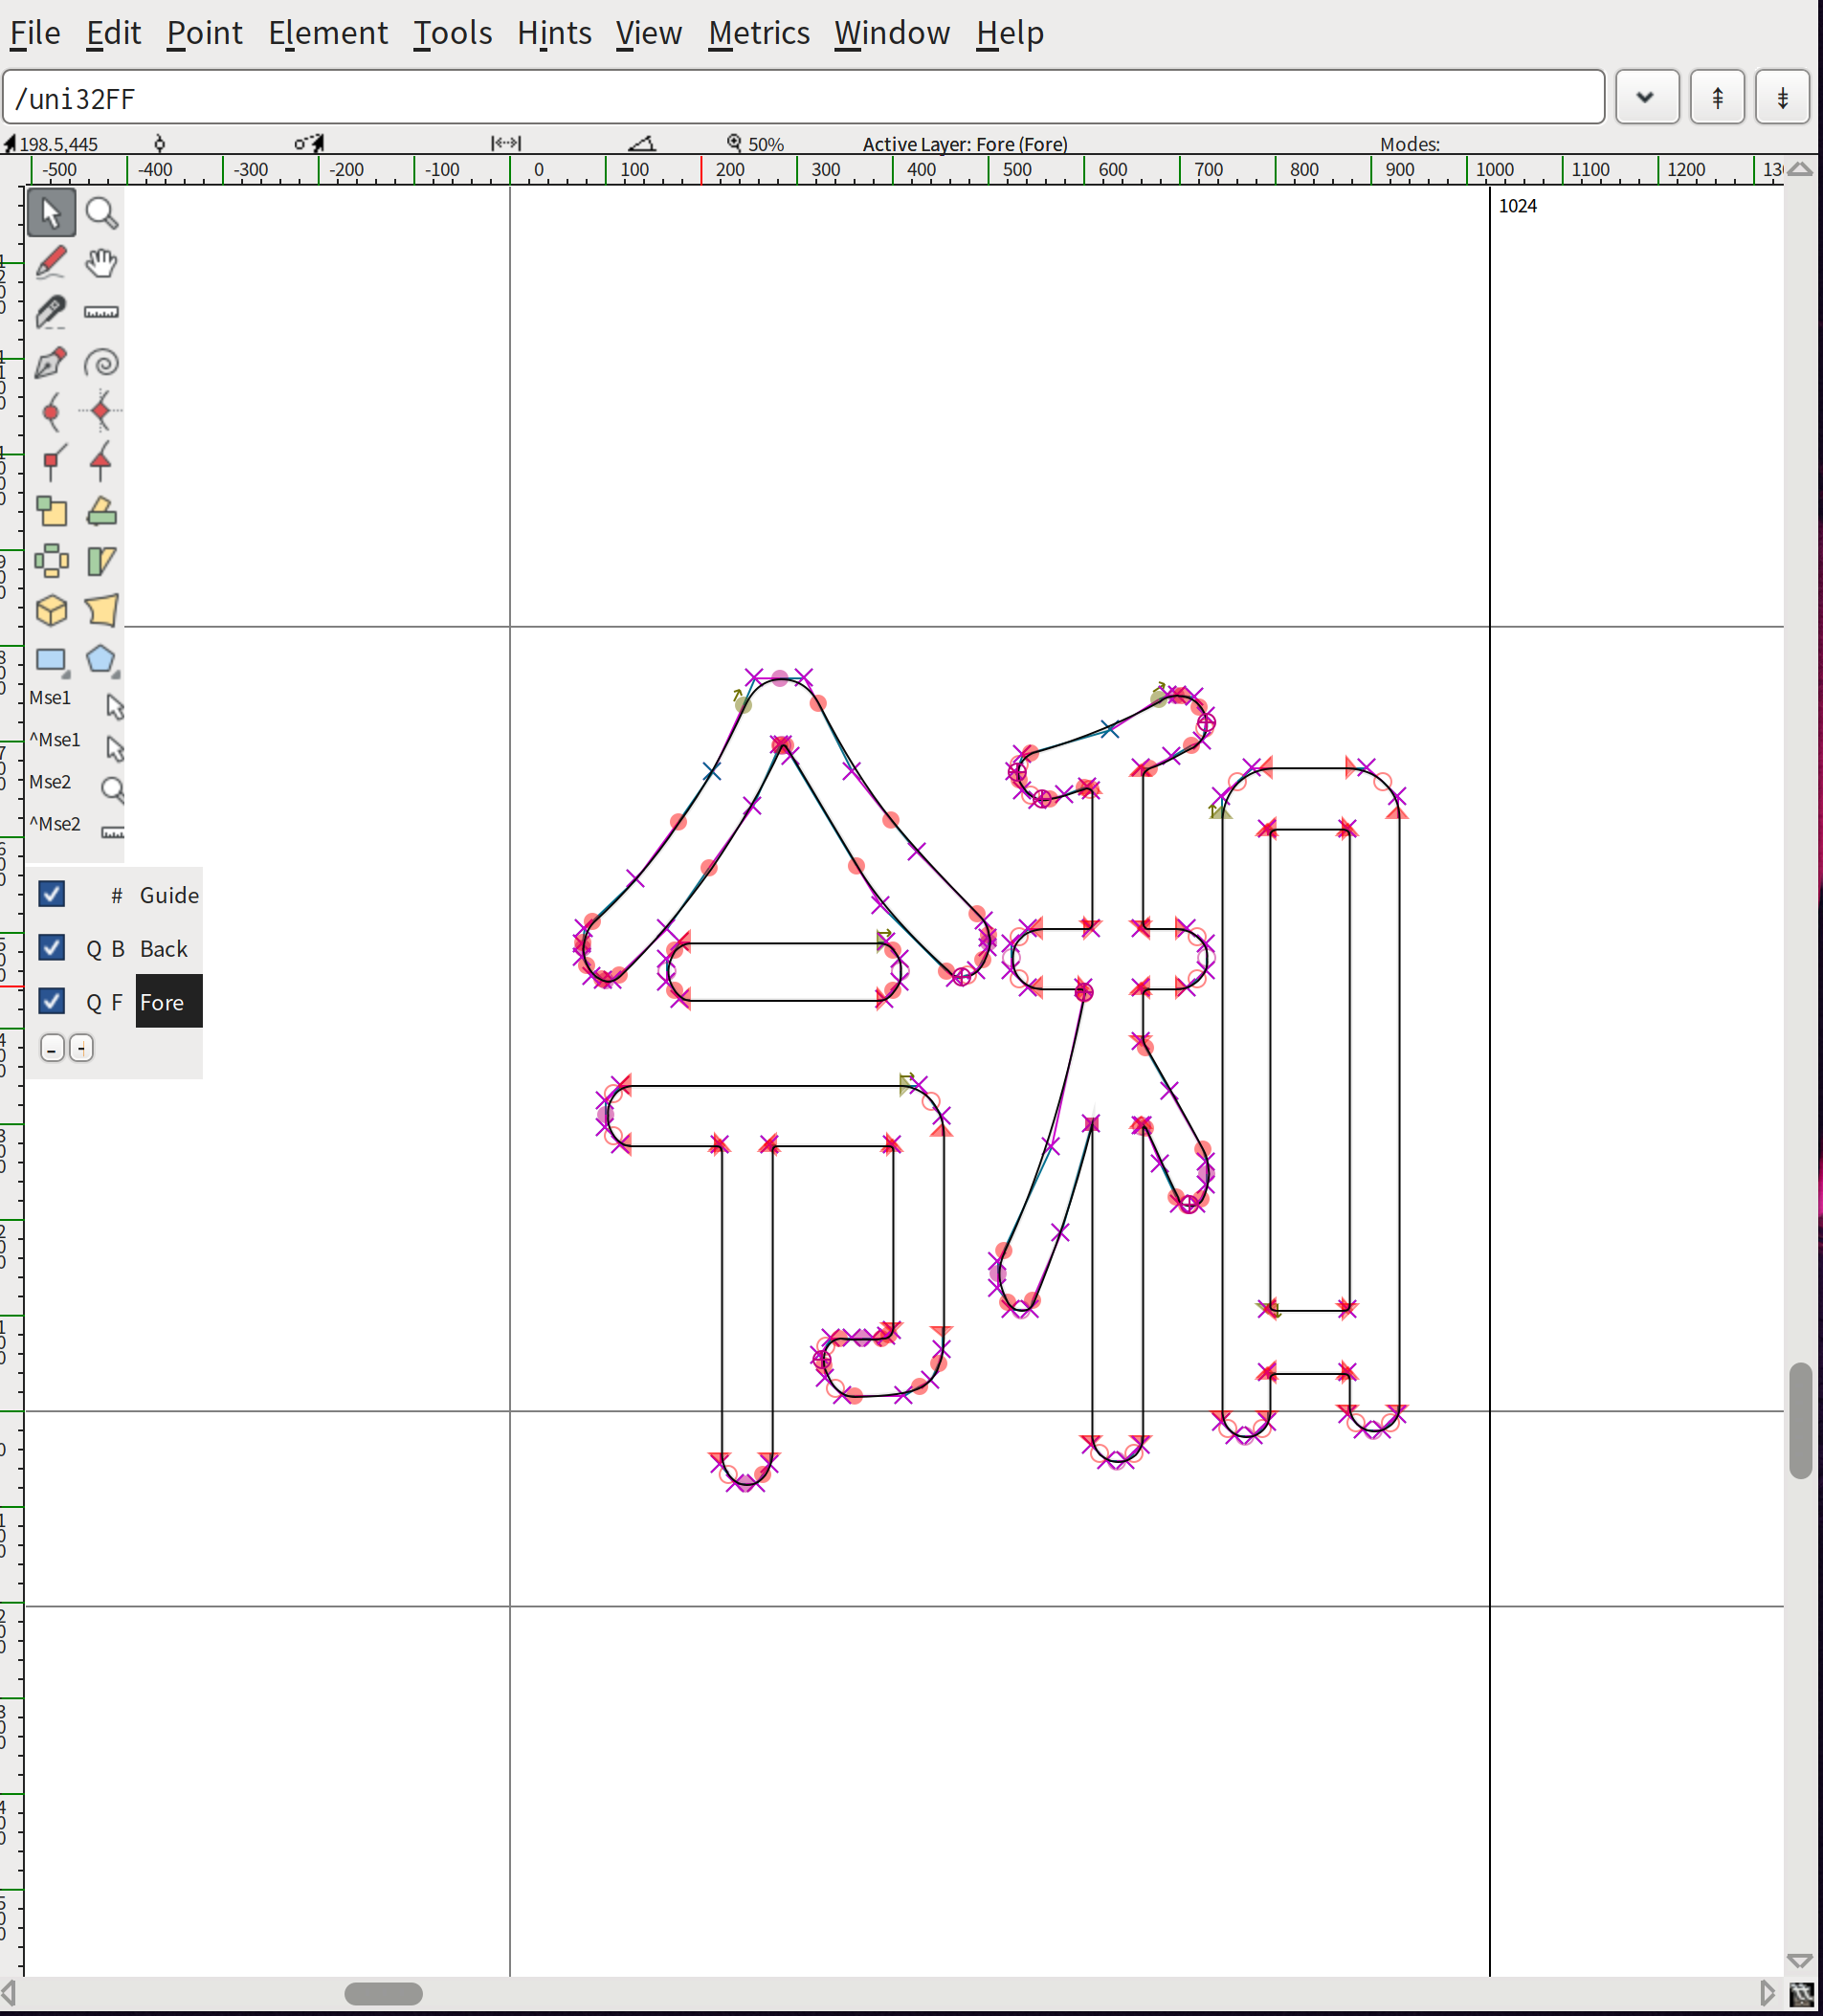 File Edit Point Element Tools Hints View Metrics Window Help
/uni32FF
198.5,445 50% Active Layer: Fore (Fore) Modes:
-500 -400 -300 -200 -100 0 100 200 300 400 500 600 700 800 900 1000 1100 1200
1024
令和
Mse1
^Mse1
Mse2
^Mse2
# Guide
Q B Back
Q F Fore